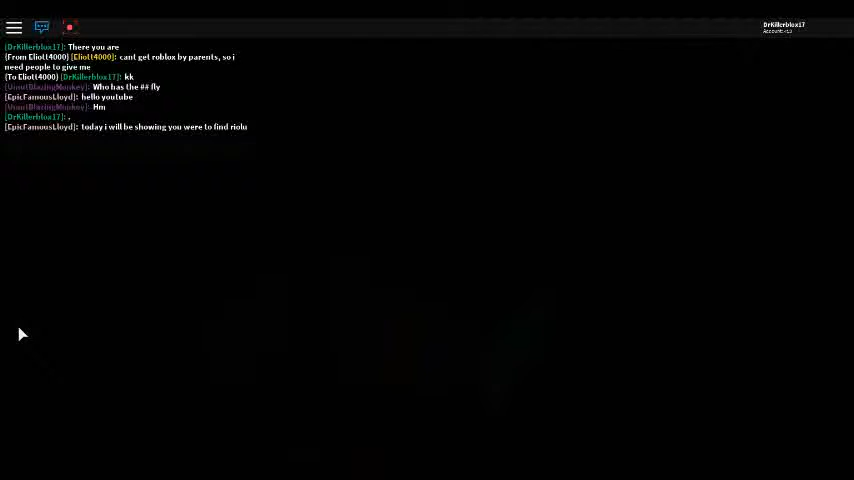 DrKillerblox17
Account: <13
[DrKillerblox17]: There you are
{From Eliott4000} [Eliott4000]: cant get roblox by parents, so i
need people to give me
{To Eliott4000} [DrKillerblox17]: kk
Who has the ## fly
[EpicFamousLloyd]: hello youtube
Hm
[DrKillerblox17]: .
[EpicFamousLloyd]: today i will be showing you were to find riolu